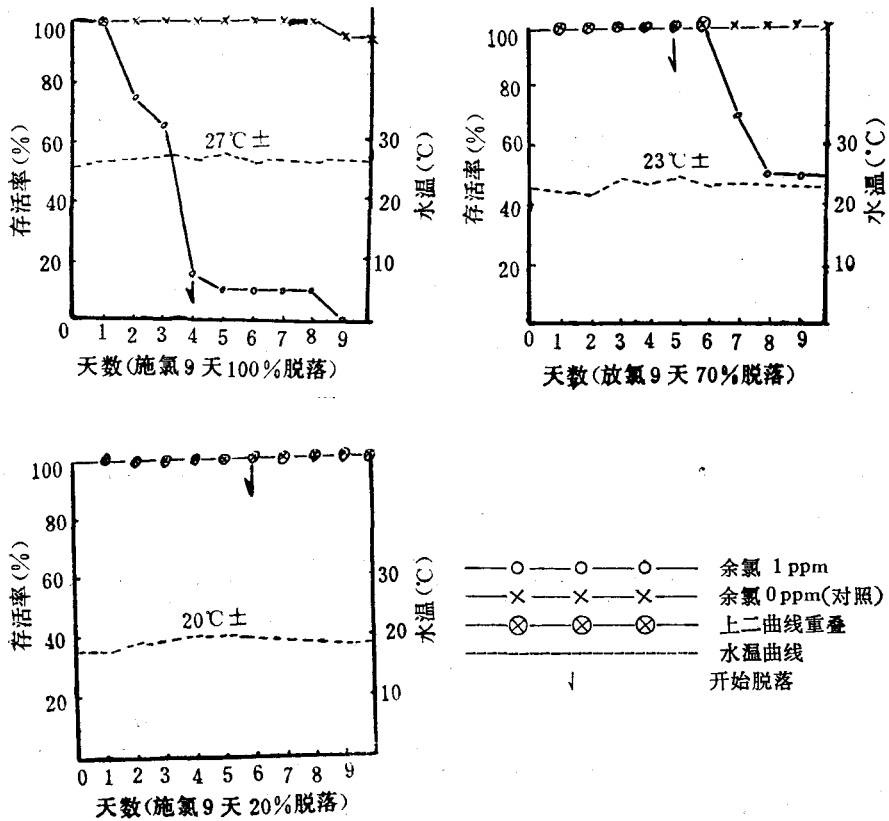 100
80
60
40
20
0
存活率(%)
27℃±
30
20
10
水温(℃)
1 2 3 4 5 6 7 8 9
天数(施氯9天100%脱落)
100
80
60
40
20
0
存活率(%)
23℃±
30
20
10
水温(℃)
1 2 3 4 5 6 7 8 9
天数(放氯9天70%脱落)
100
80
60
40
20
存活率(%)
20℃±
30
20
10
水温(℃)
0 1 2 3 4 5 6 7 8 9
天数(施氯9天20%脱落)
余氯 1 ppm
余氯0 ppm(对照)
上二曲线重叠
水温曲线
开始脱落